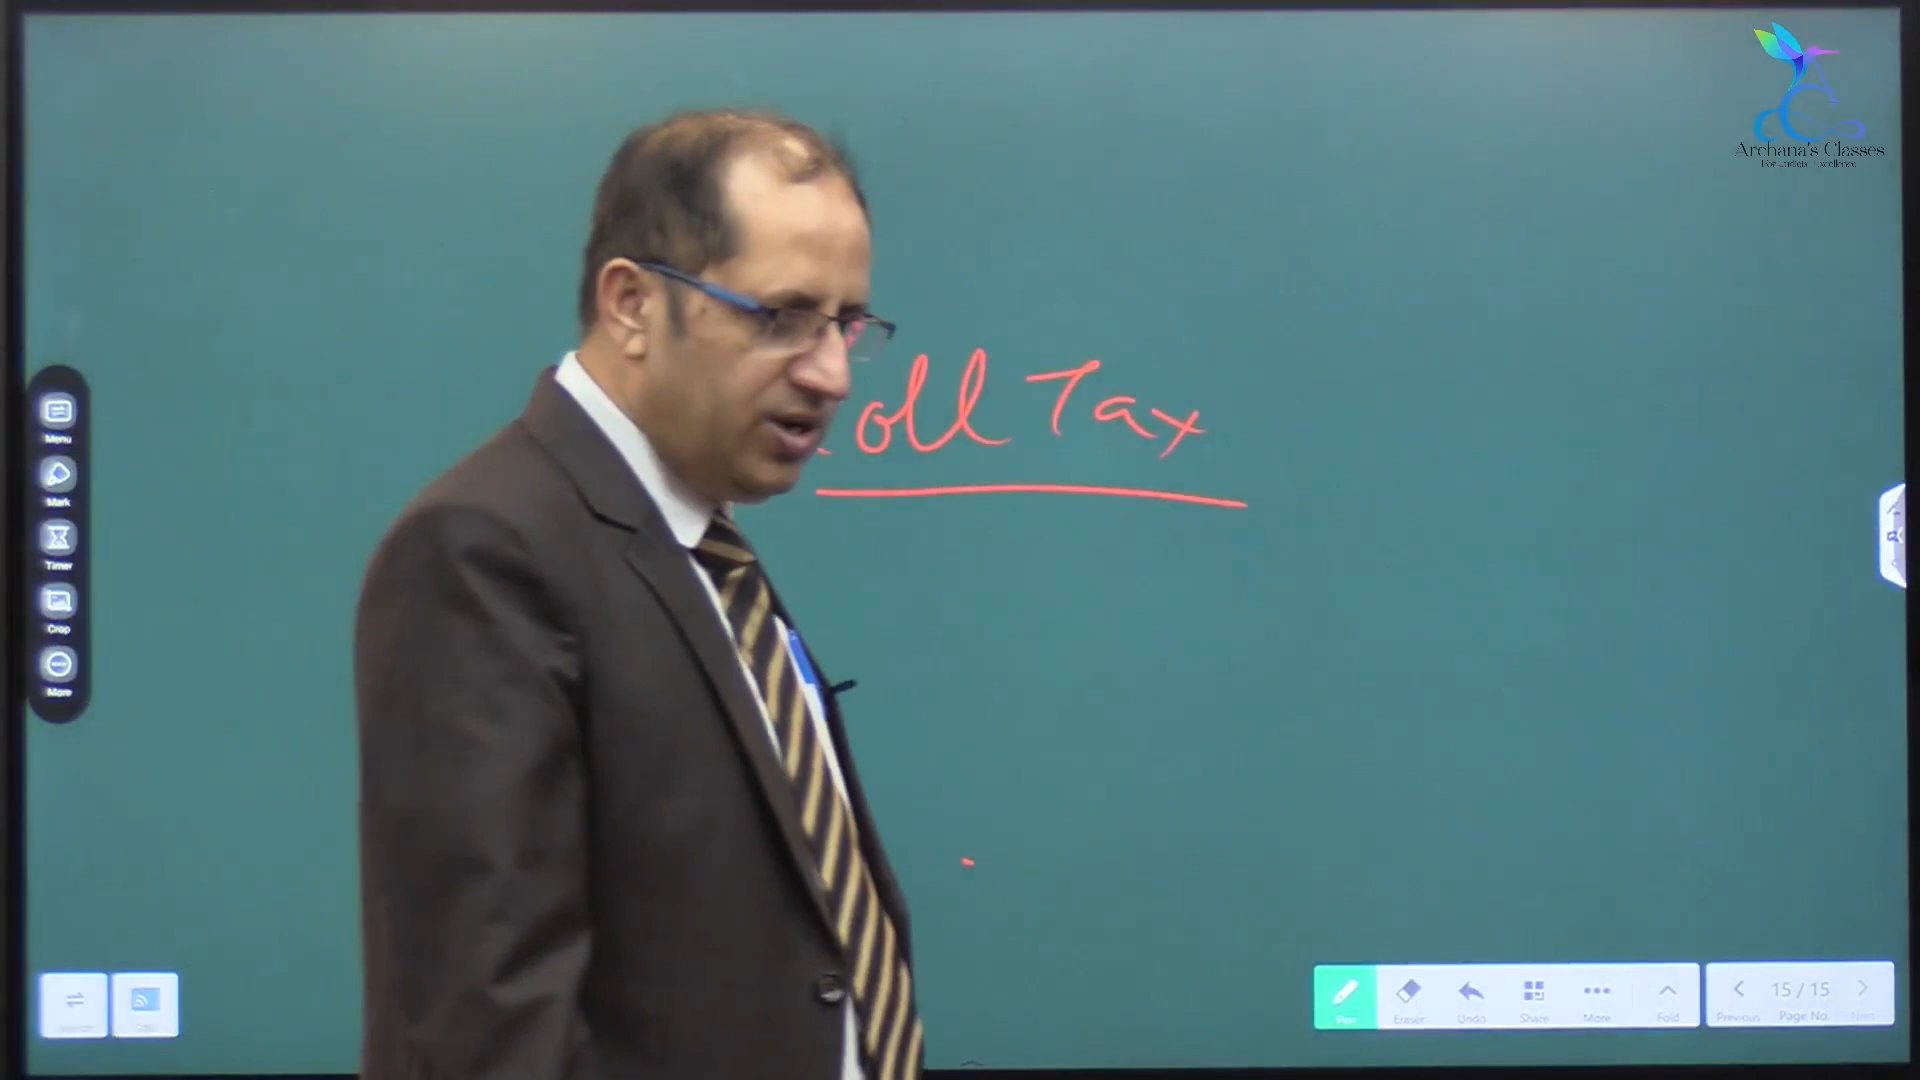 Archana's Classes
oll Tax
Menu
Mark
Timer
Crop
More
Pen Eraser Undo Share More Fold
15 / 15
Previous Page No. Next